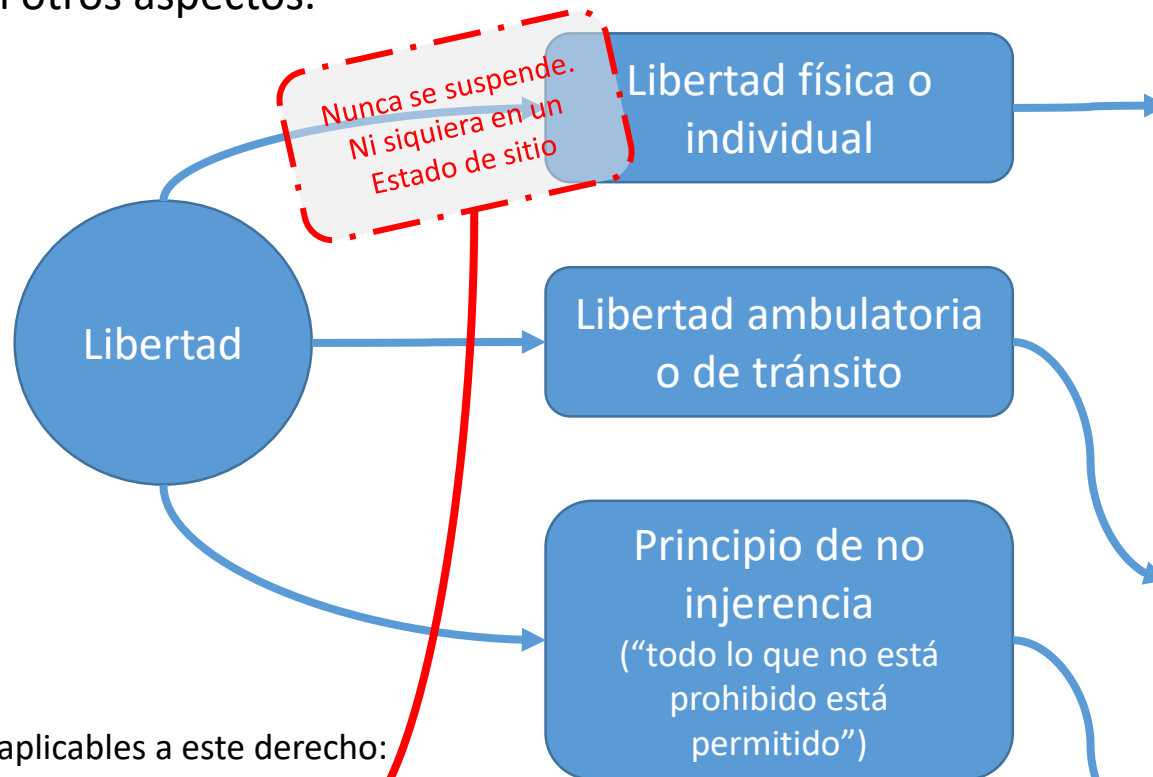 otros aspectos.
Nunca se suspende.
Ni siquiera en un
Estado de sitio
Libertad física o
individual
Libertad
Libertad ambulatoria
o de tránsito
Principio de no
injerencia
(“todo lo que no está
prohibido está
permitido”)
aplicables a este derecho: